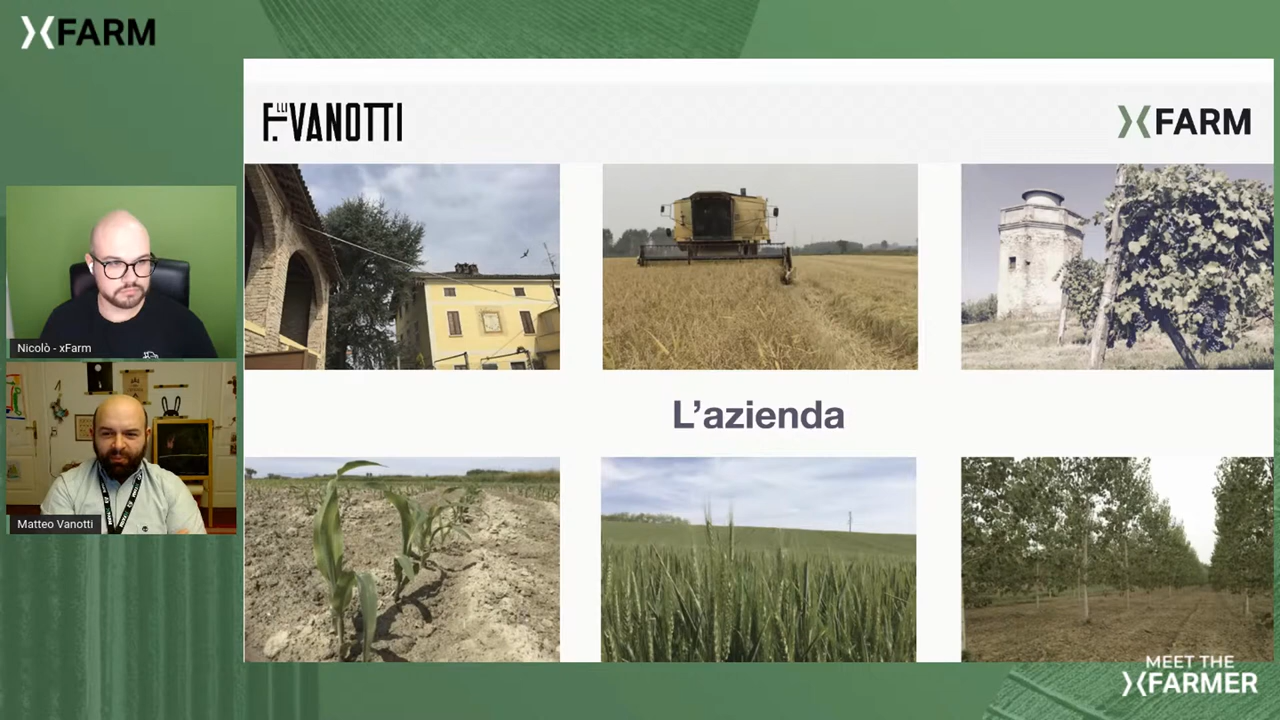 XFARM
F.LLI VANOTTI
XFARM
L'azienda
Nicolò - xFarm
Matteo Vanotti
MEET THE
XFARMER